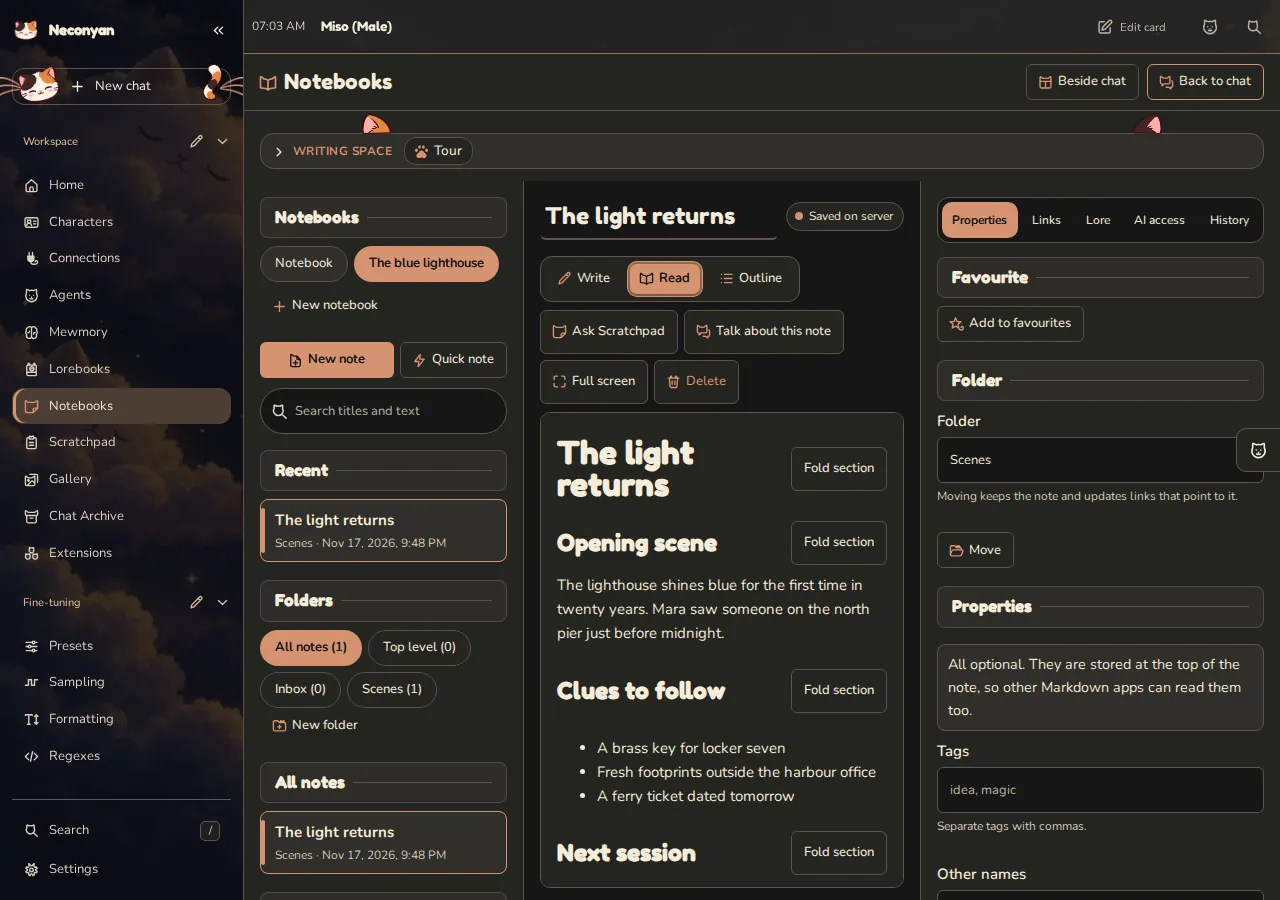 Neconyan
New chat
Workspace
Home
Characters
Connections
Agents
Mewmory
Lorebooks
Notebooks
Scratchpad
Gallery
Chat Archive
Extensions
Fine-tuning
Presets
Sampling
Formatting
Regexes
Search /
Settings
07:03 AM Miso (Male)
Edit card
Notebooks
Beside chat
Back to chat
WRITING SPACE
Tour
Notebooks
Notebook
The blue lighthouse
New notebook
New note
Quick note
Search titles and text
Recent
The light returns
Scenes · Nov 17, 2026, 9:48 PM
Folders
All notes (1)
Top level (0)
Inbox (0)
Scenes (1)
New folder
All notes
The light returns
Scenes · Nov 17, 2026, 9:48 PM
The light returns
Saved on server
Write
Read
Outline
Ask Scratchpad
Talk about this note
Full screen
Delete
The light
returns
Fold section
Opening scene
Fold section
The lighthouse shines blue for the first time in
twenty years. Mara saw someone on the north
pier just before midnight.
Clues to follow
Fold section
• A brass key for locker seven
• Fresh footprints outside the harbour office
• A ferry ticket dated tomorrow
Next session
Fold section
Properties
Links
Lore
AI access
History
Favourite
Add to favourites
Folder
Folder
Scenes
Moving keeps the note and updates links that point to it.
Move
Properties
All optional. They are stored at the top of the
note, so other Markdown apps can read them
too.
Tags
idea, magic
Separate tags with commas.
Other names